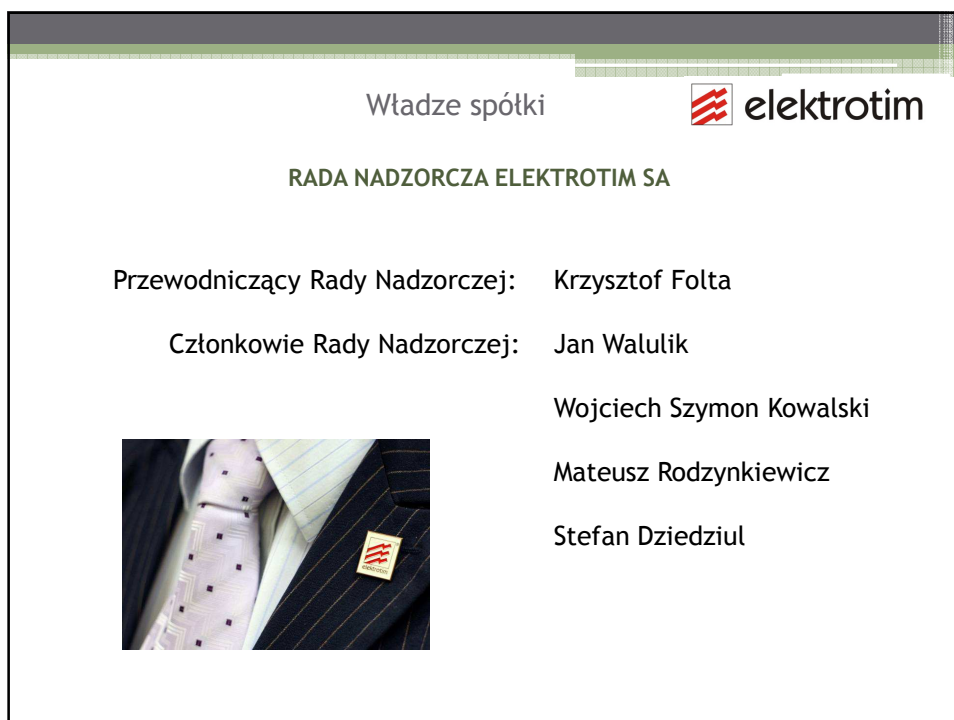 Władze spółki
elektrotim
RADA NADZORCZA ELEKTROTIM SA
Przewodniczący Rady Nadzorczej: Krzysztof Folta
Członkowie Rady Nadzorczej: Jan Walulik
Wojciech Szymon Kowalski
Mateusz Rodzynkiewicz
Stefan Dziedziul
elektrotim